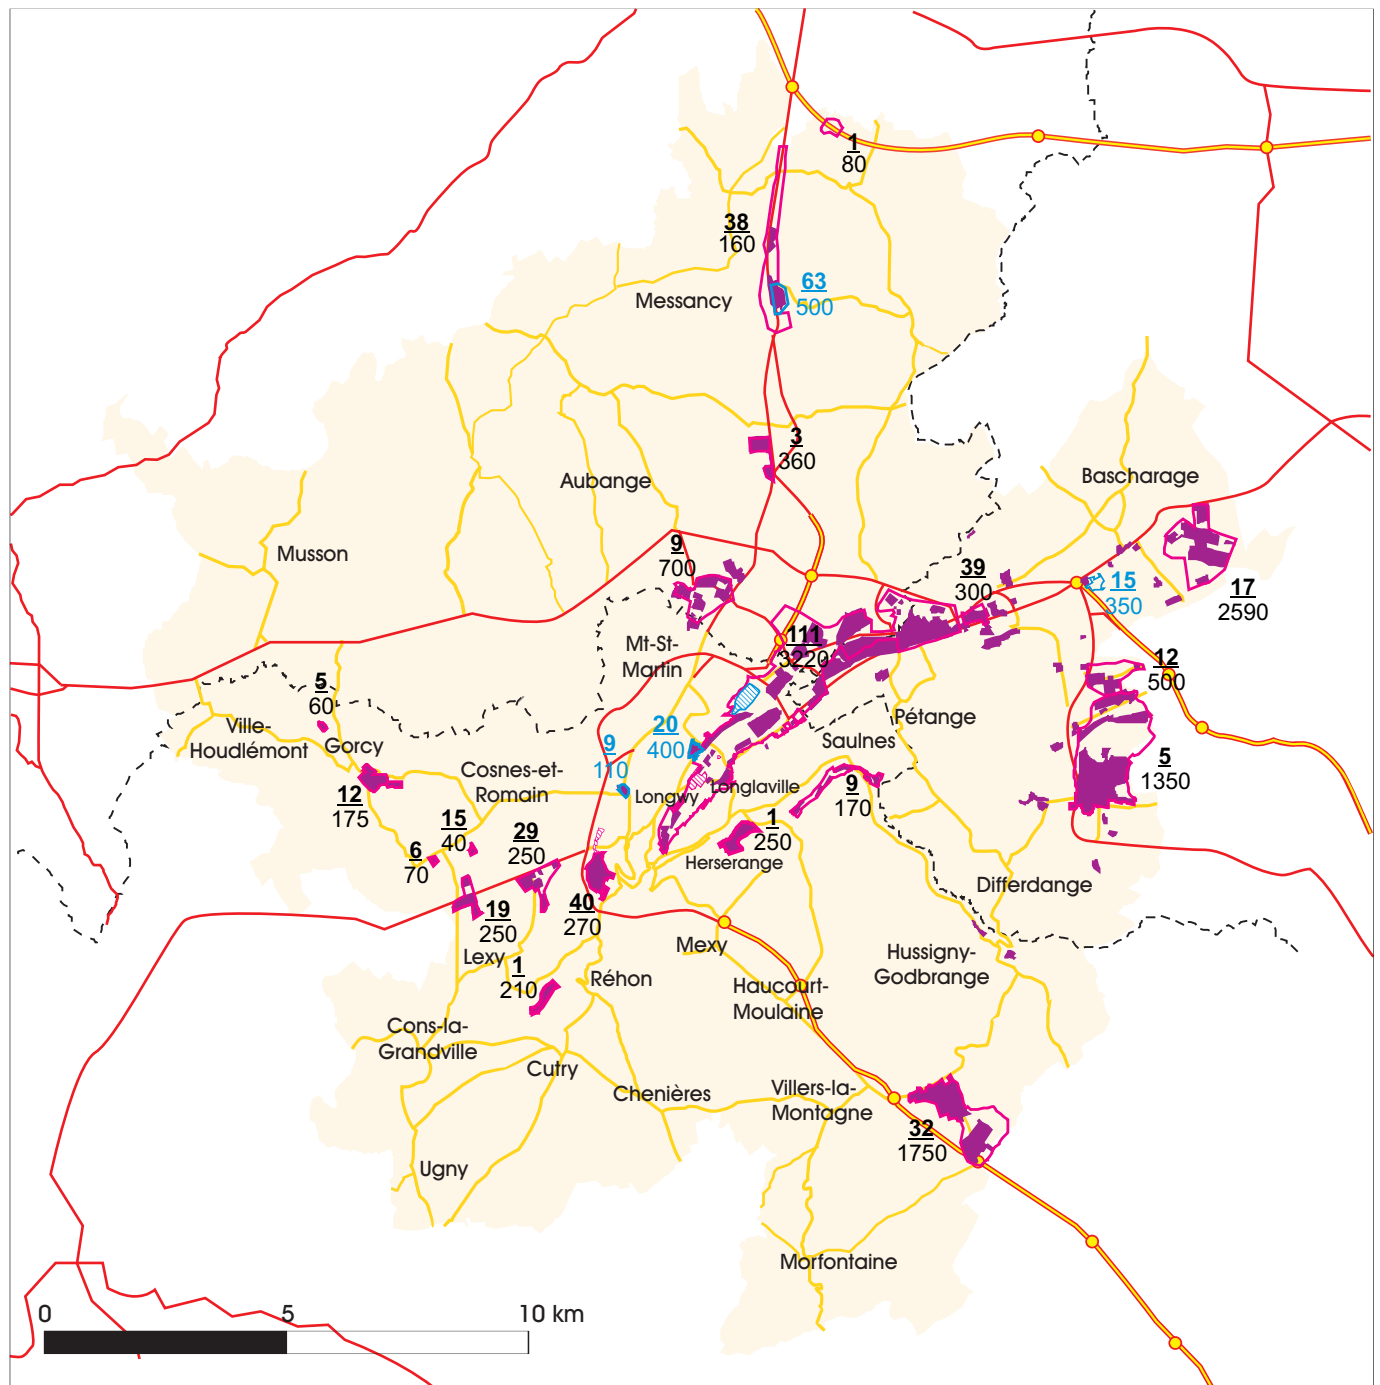 1
80
38
160
63
500
Messancy
3
360
Aubange
Bascharage
Musson
9
700
39
300
15
350
17
2590
111
3220
Mt-St-
Martin
12
500
5
60
Ville-
Houdlémont
Gorcy
Pétange
Saulnes
20
400
9
110
5
1350
Cosnes-et-
Romain
Longwy
Longlaville
9
170
12
175
15
40
29
250
1
250
6
70
Herserange
Differdange
19
250
40
270
Lexy
Mexy
Hussigny-
Godbrange
1
210
Réhon
Haucourt-
Moulaine
Cons-la-
Grandville
Cutry
Chenières
Villers-la-
Montagne
32
1750
Ugny
Morfontaine
0 5 10 km